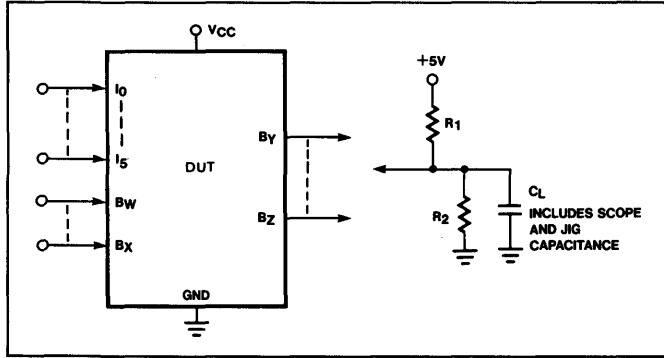 VCC
I0
I5
BW
BX
DUT
BY
BZ
GND
+5V
R1
R2
CL
INCLUDES SCOPE
AND JIG
CAPACITANCE